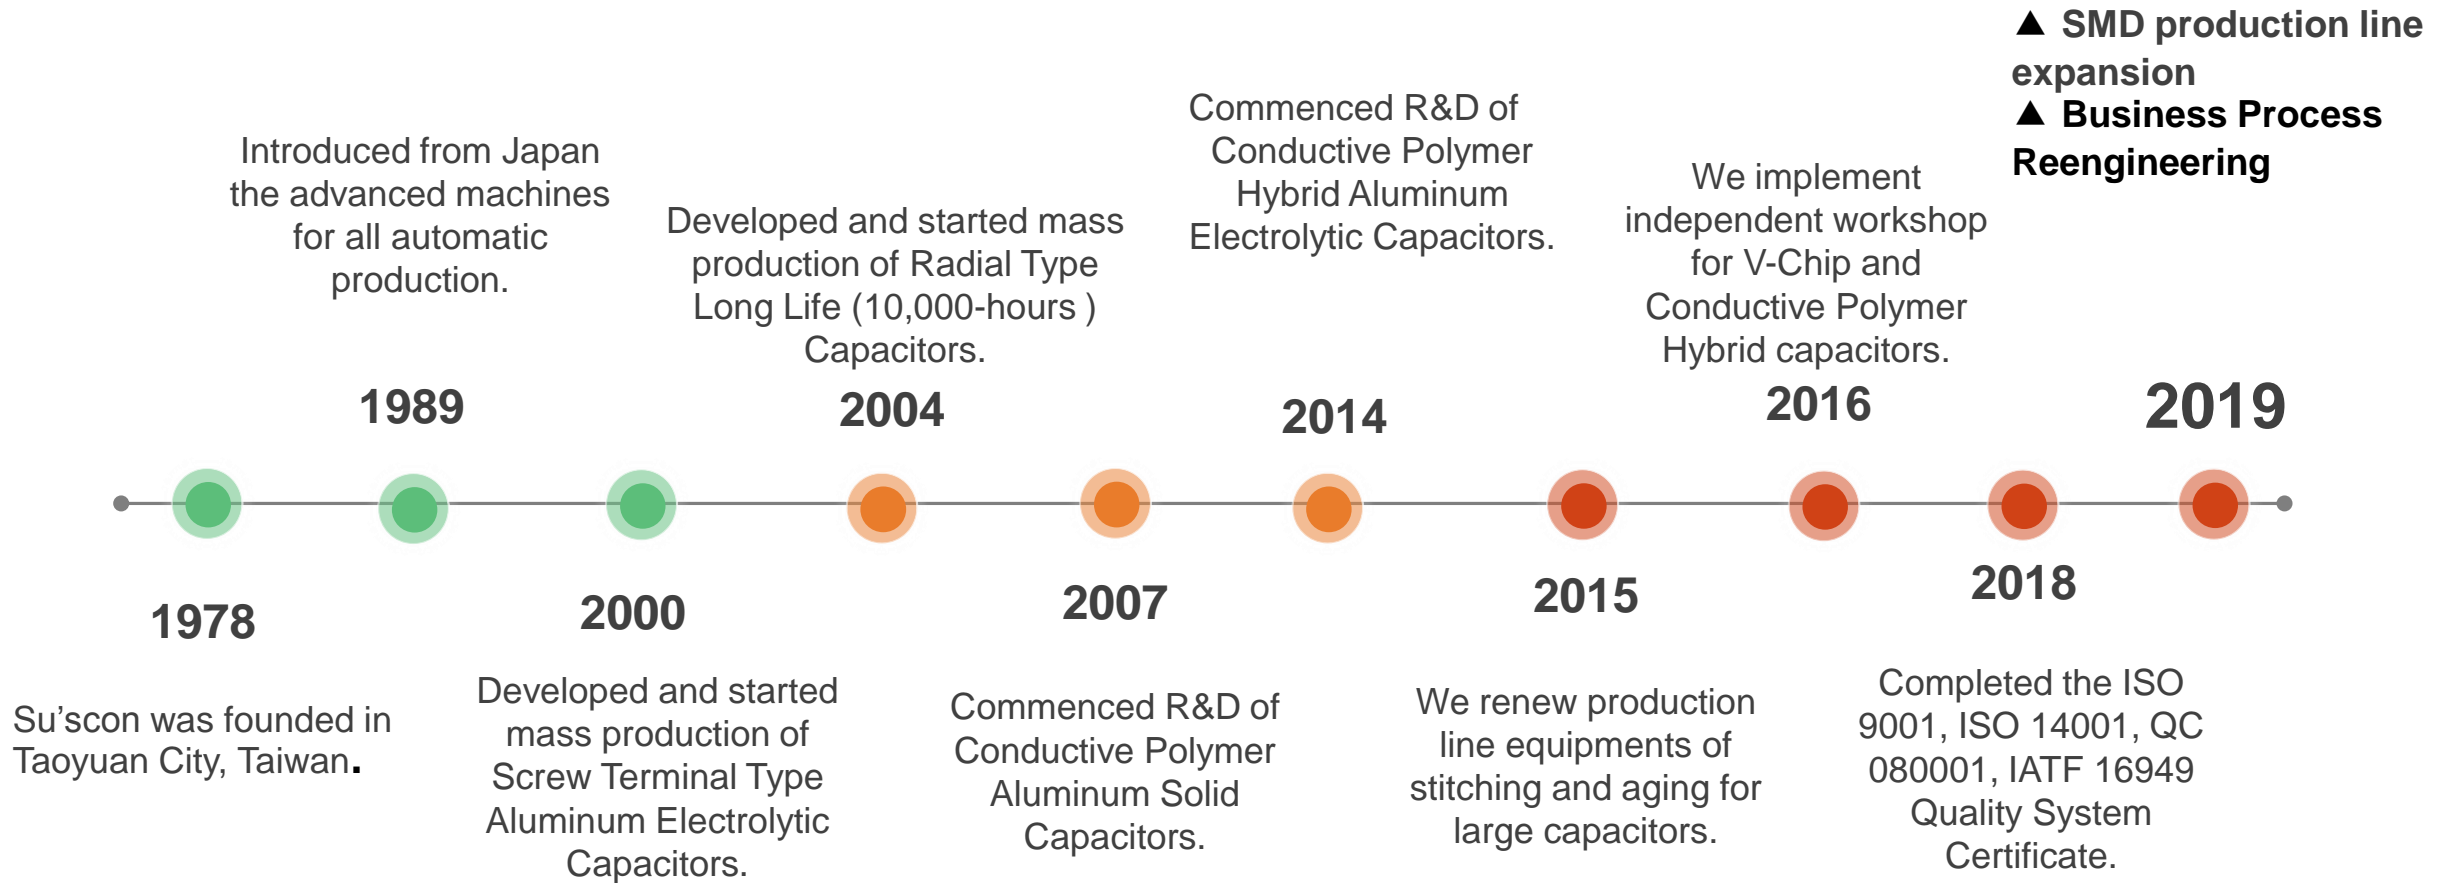 1978
Su’scon was founded in
Taoyuan City, Taiwan.
Introduced from Japan
the advanced machines
for all automatic
production.
1989
2000
Developed and started
mass production of
Screw Terminal Type
Aluminum Electrolytic
Capacitors.
Developed and started mass
production of Radial Type
Long Life (10,000-hours )
Capacitors.
2004
2007
Commenced R&D of
Conductive Polymer
Aluminum Solid
Capacitors.
Commenced R&D of
Conductive Polymer
Hybrid Aluminum
Electrolytic Capacitors.
2014
2015
We renew production
line equipments of
stitching and aging for
large capacitors.
We implement
independent workshop
for V-Chip and
Conductive Polymer
Hybrid capacitors.
2016
2018
Completed the ISO
9001, ISO 14001, QC
080001, IATF 16949
Quality System
Certificate.
▲ SMD production line
expansion
▲ Business Process
Reengineering
2019